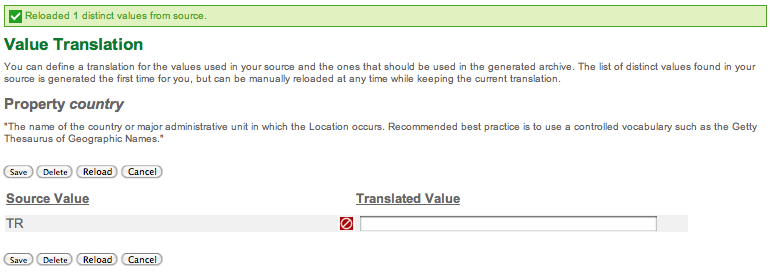 Reloaded 1 distinct values from source.
Value Translation
You can define a translation for the values used in your source and the ones that should be used in the generated archive. The list of distinct values found in your
source is generated the first time for you, but can be manually reloaded at any time while keeping the current translation.
Property country
"The name of the country or major administrative unit in which the Location occurs. Recommended best practice is to use a controlled vocabulary such as the Getty
Thesaurus of Geographic Names."
Save Delete Reload Cancel
Source Value Translated Value
TR
Save Delete Reload Cancel